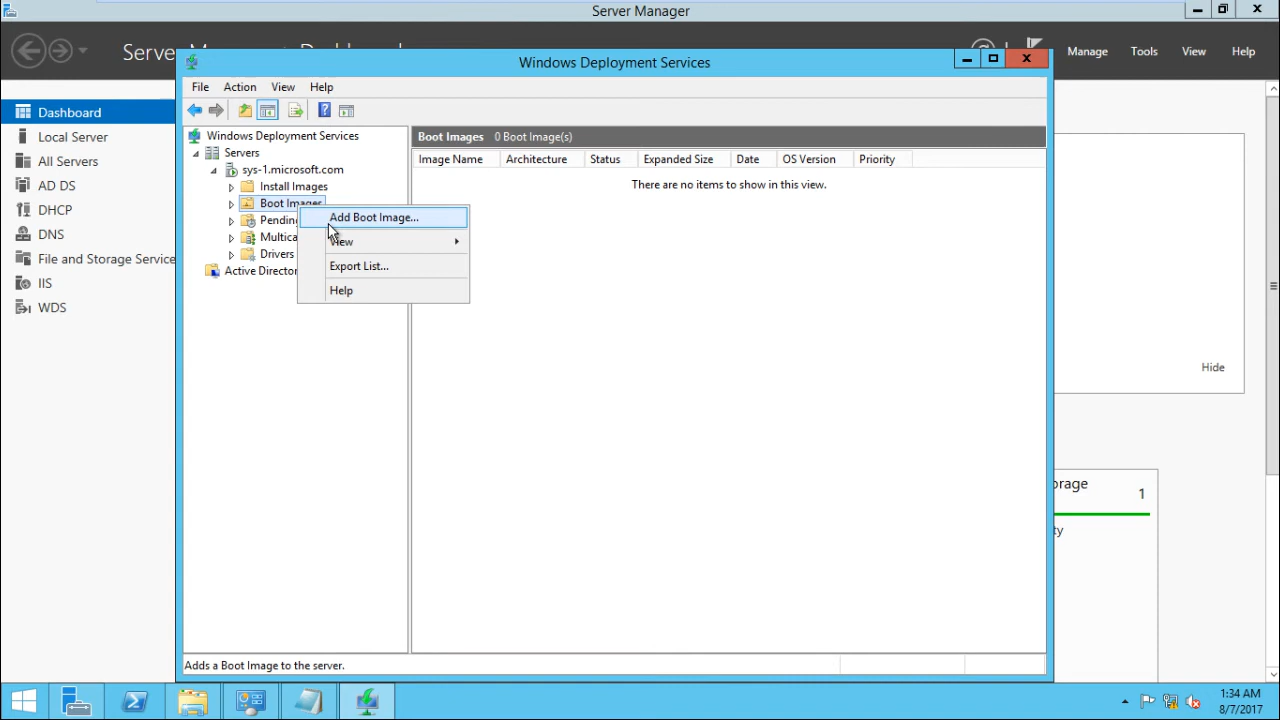 Server Manager
Manage
Tools
View
Help
Dashboard
Local Server
All Servers
AD DS
DHCP
DNS
File and Storage Service
IIS
WDS
Windows Deployment Services
File
Action
View
Help
Windows Deployment Services
Servers
sys-1.microsoft.com
Install Images
Boot Images
Pending
Multica
Drivers
Active Director
Add Boot Image...
View
Export List...
Help
Boot Images 0 Boot Image(s)
Image Name
Architecture
Status
Expanded Size
Date
OS Version
Priority
There are no items to show in this view.
Hide
orage
1
ty
Adds a Boot Image to the server.
1:34 AM
8/7/2017